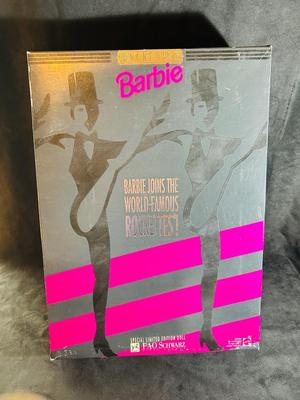 Barbie
BARBIE JOINS THE
WORLD-FAMOUS
ROCKETTES!
SPECIAL LIMITED EDITION DOLL
FAO SCHWARZ